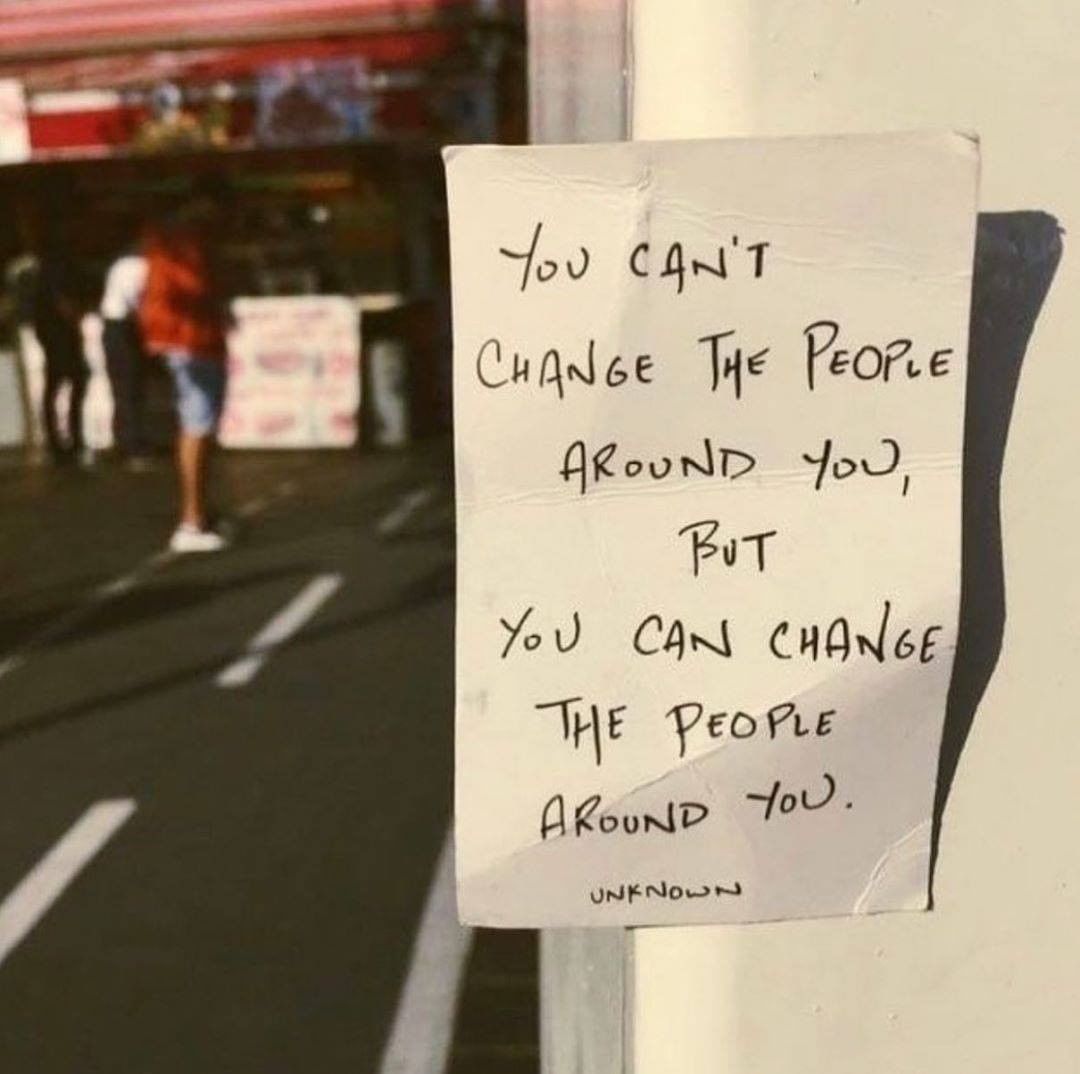 You CAN'T
CHANGE THE PEOPLE
AROUND YOU,
BUT
YOU CAN CHANGE
THE PEOPLE
AROUND YOU.
UNKNOWN